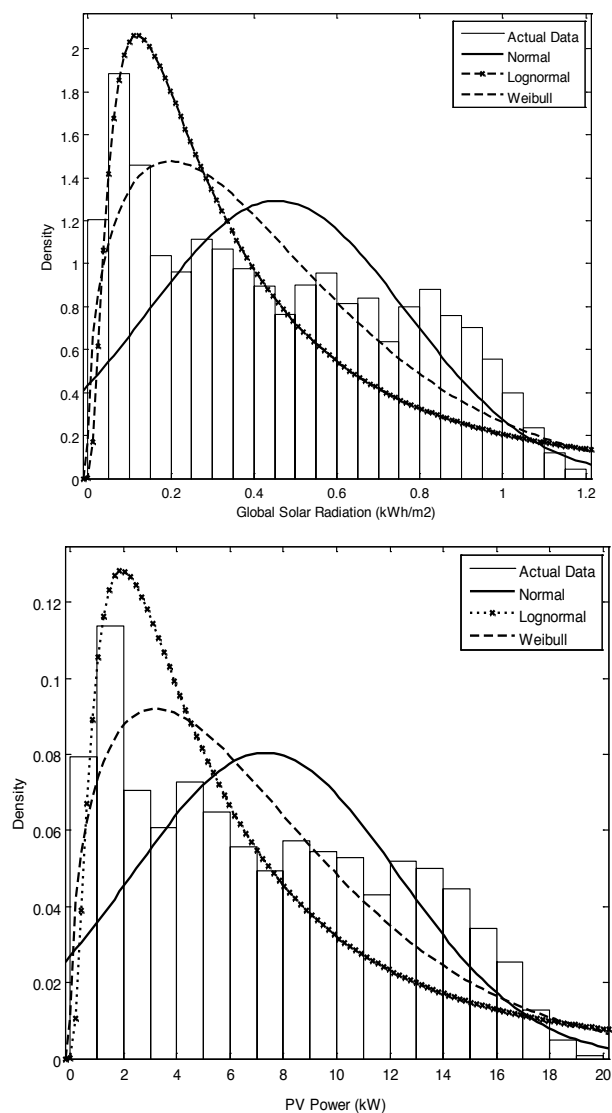 Actual Data
Normal
Lognormal
Weibull
2
1.8
1.6
1.4
1.2
1
0.8
0.6
0.4
0.2
0
Density
0 0.2 0.4 0.6 0.8 1 1.2
Global Solar Radiation (kWh/m2)
Actual Data
Normal
Lognormal
Weibull
0.12
0.1
0.08
0.06
0.04
0.02
0
Density
0 2 4 6 8 10 12 14 16 18 20
PV Power (kW)